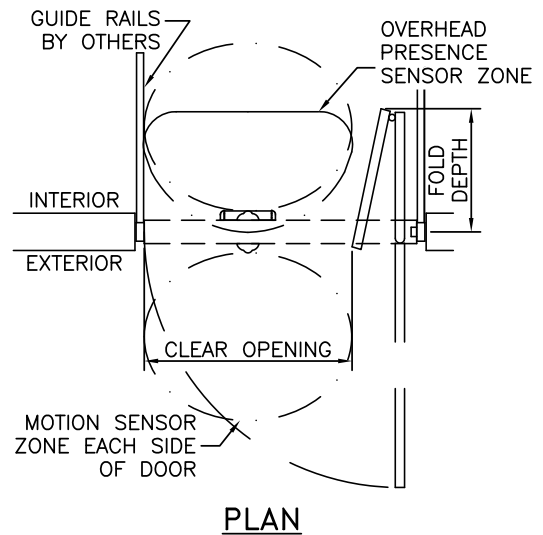 GUIDE RAILS
BY OTHERS
OVERHEAD
PRESENCE
SENSOR ZONE
FOLD
DEPTH
INTERIOR
EXTERIOR
CLEAR OPENING
MOTION SENSOR
ZONE EACH SIDE
OF DOOR
PLAN